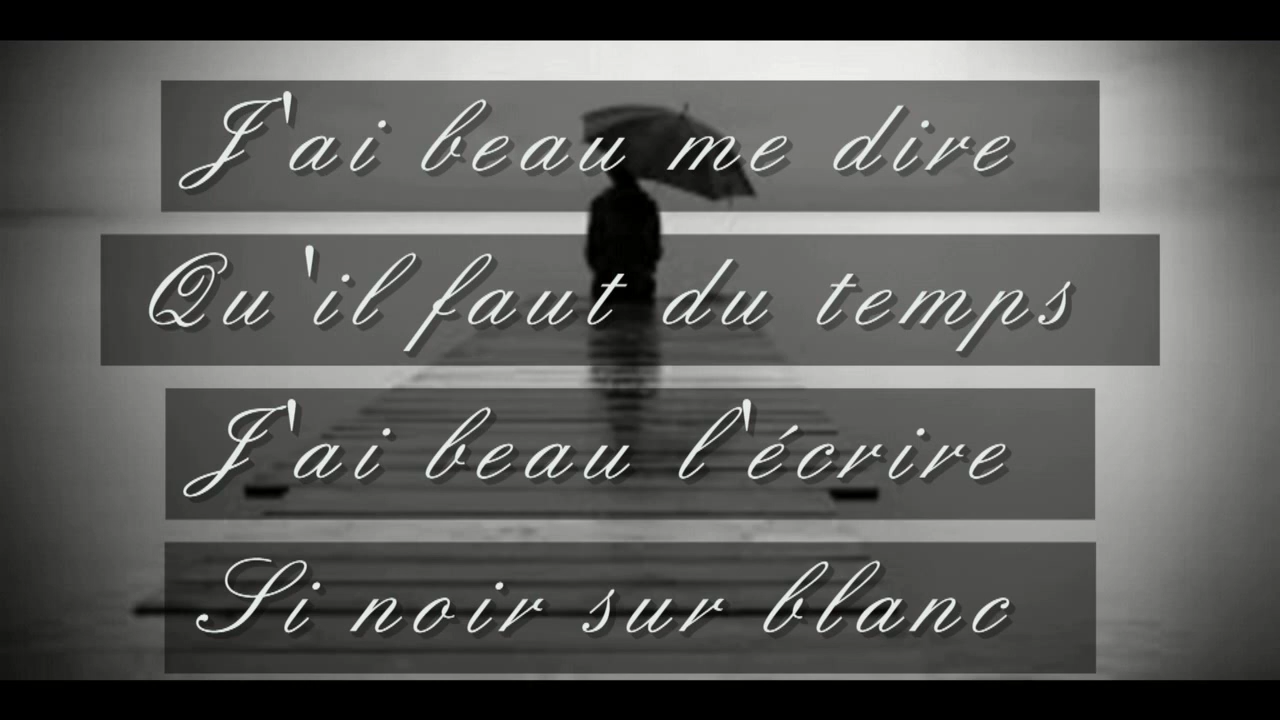 J'ai beau me dire
Qu'il faut du temps
J'ai beau l'écrire
Si noir sur blanc